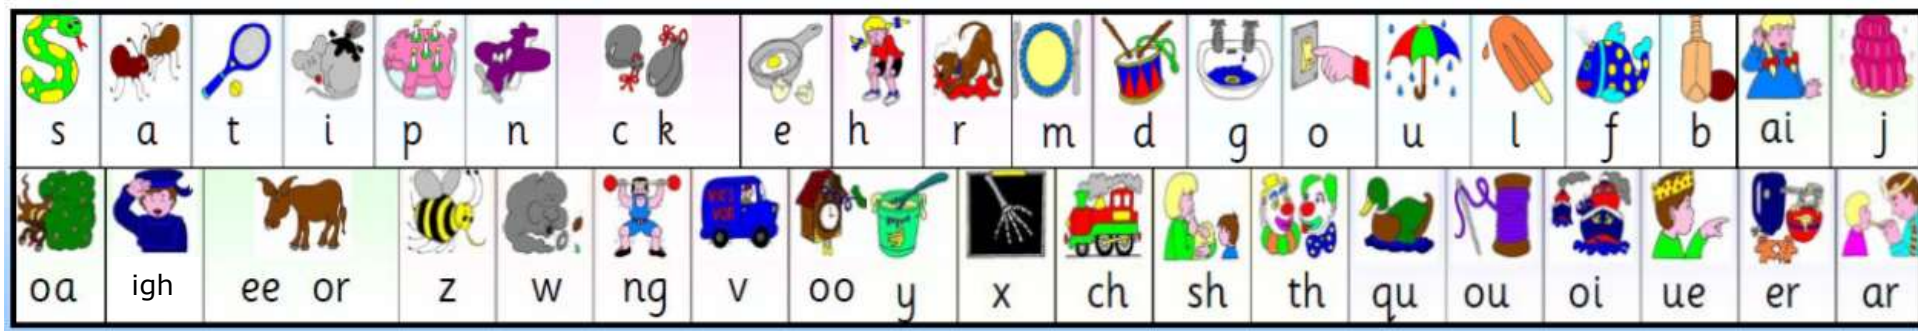 s a t i p n c k e h r m d g o u l f b ai j
oa igh ee or z w ng v oo y x ch sh th qu ou oi ue er ar